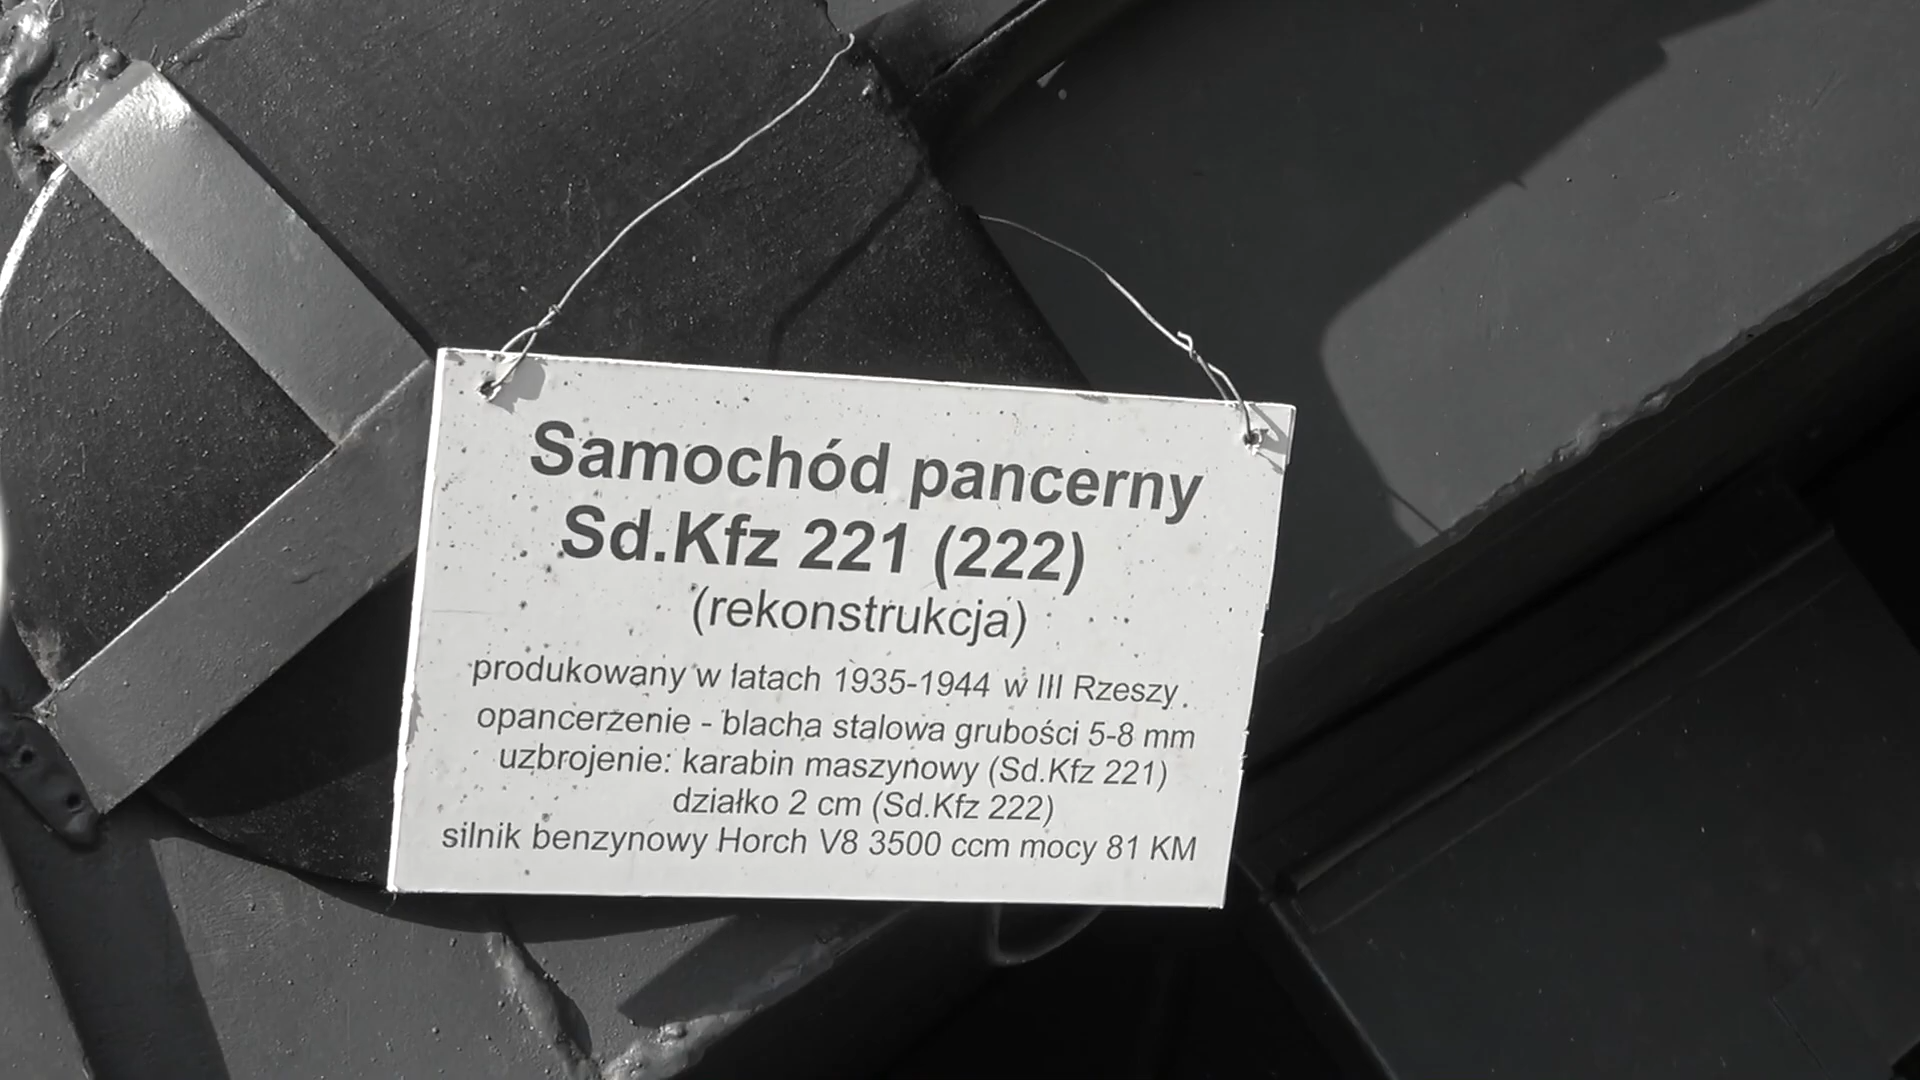 Samochód pancerny
Sd.Kfz 221 (222)
(rekonstrukcja)
produkowany w latach 1935-1944 w III Rzeszy.
opancerzenie - blacha stalowa grubości 5-8 mm
uzbrojenie: karabin maszynowy (Sd.Kfz 221)
działko 2 cm (Sd.Kfz 222)
silnik benzynowy Horch V8 3500 ccm mocy 81 KM